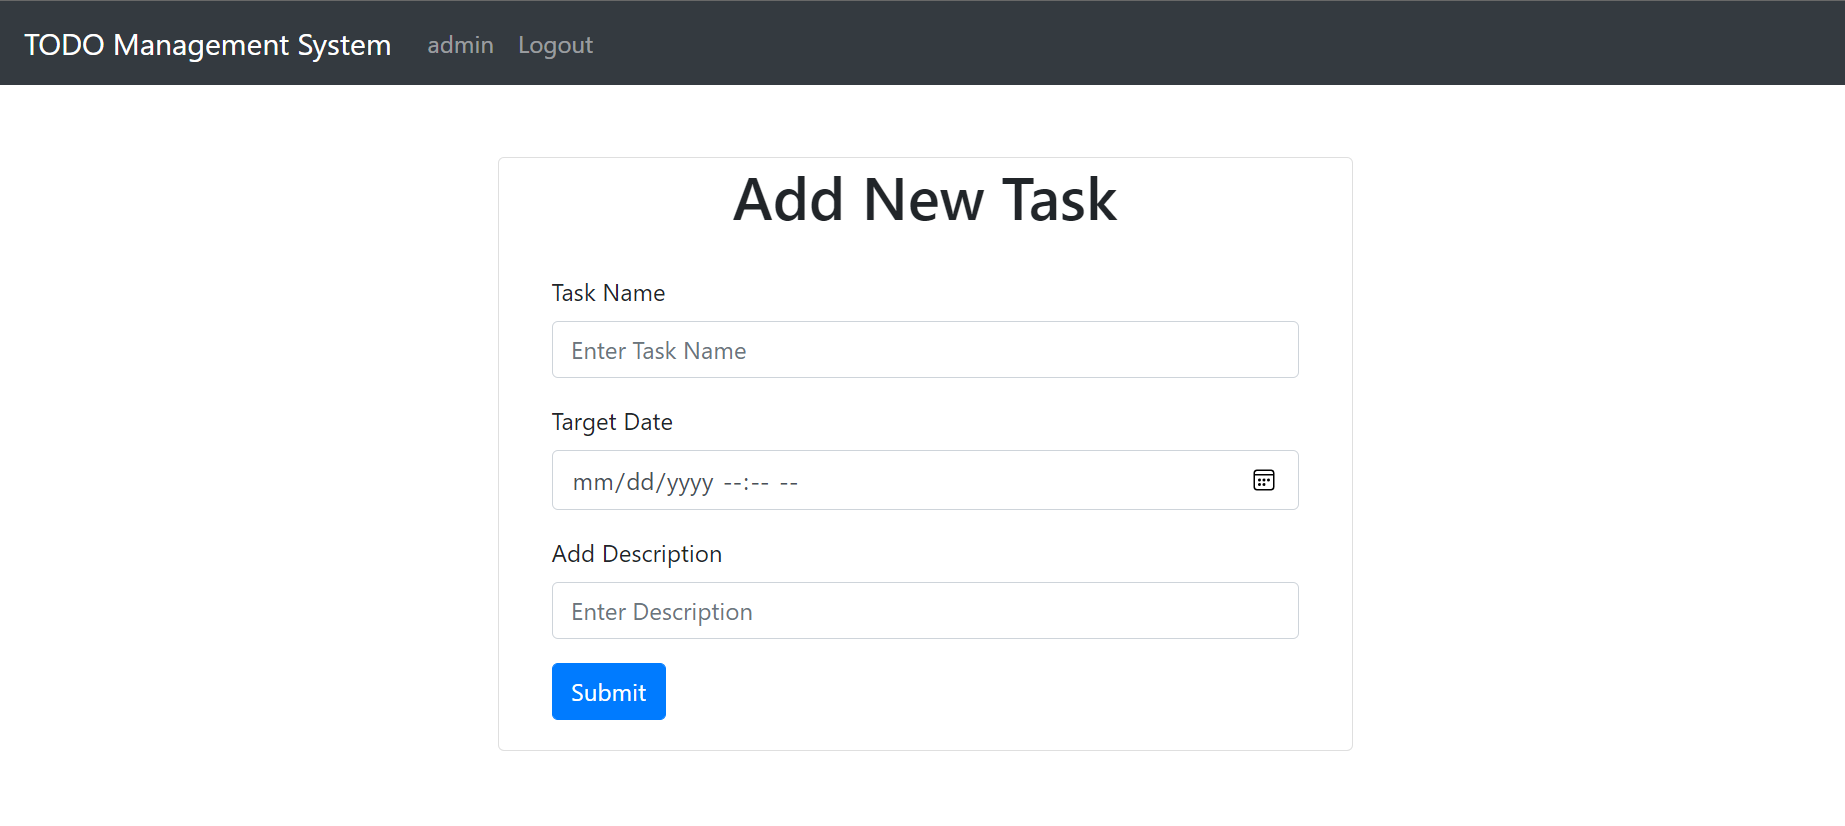 TODO Management System admin Logout
Add New Task
Task Name
Enter Task Name
Target Date
mm/dd/yyyy --:-- --
Add Description
Enter Description
Submit